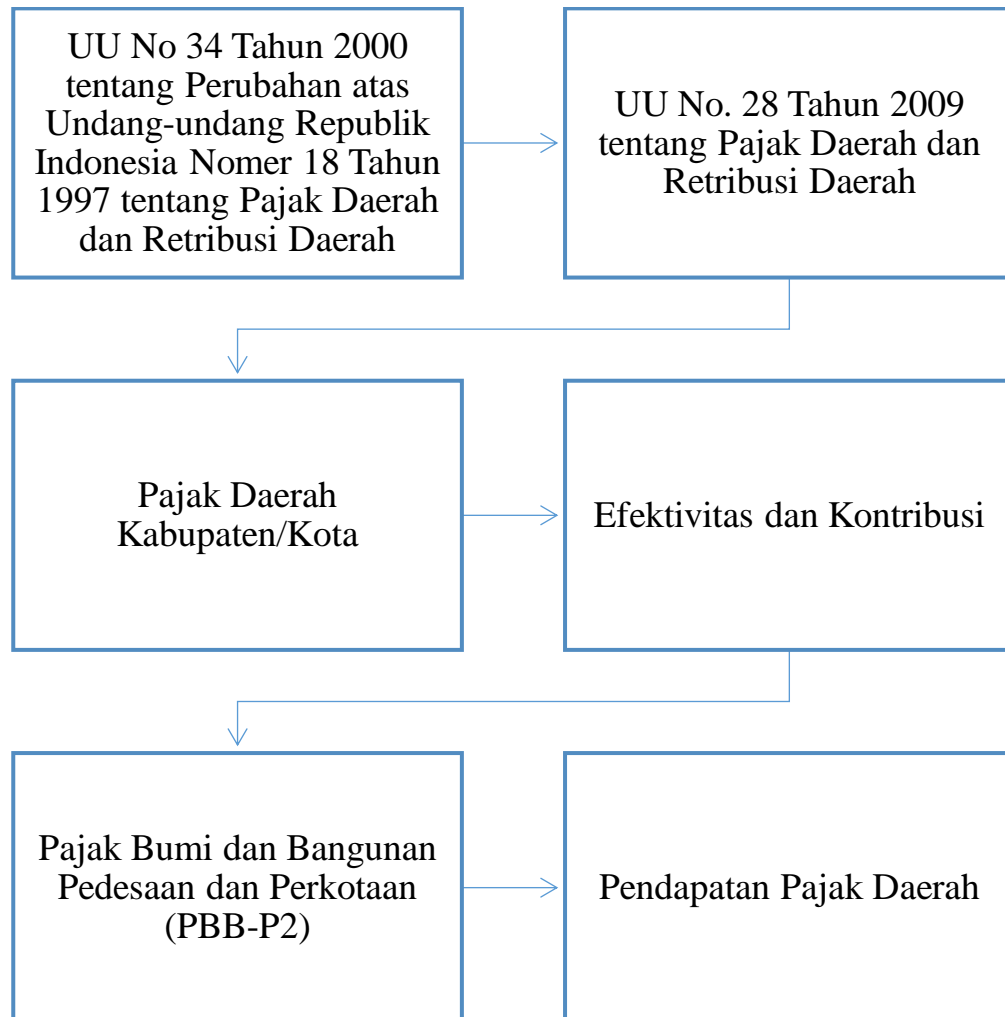 UU No 34 Tahun 2000
tentang Perubahan atas
Undang-undang Republik
Indonesia Nomer 18 Tahun
1997 tentang Pajak Daerah
dan Retribusi Daerah
UU No. 28 Tahun 2009
tentang Pajak Daerah dan
Retribusi Daerah
Pajak Daerah
Kabupaten/Kota
Efektivitas dan Kontribusi
Pajak Bumi dan Bangunan
Pedesaan dan Perkotaan
(PBB-P2)
Pendapatan Pajak Daerah